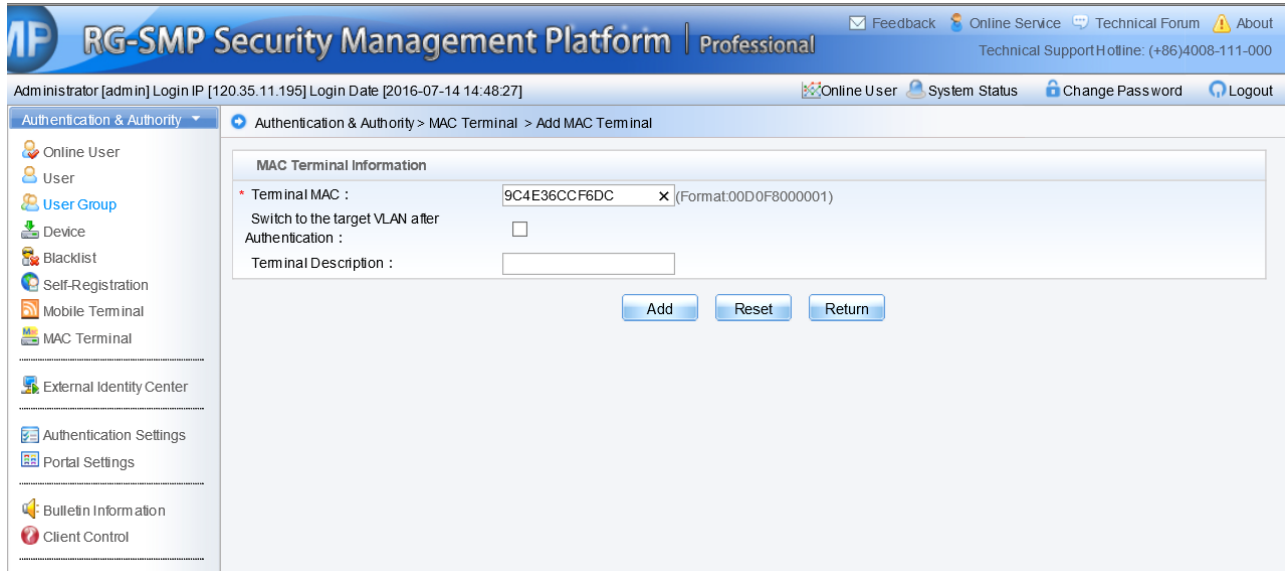 MP RG-SMP Security Management Platform | Professional
Feedback Online Service Technical Forum About
Technical Support Hotline: (+86)4008-111-000
Administrator [admin] Login IP [120.35.11.195] Login Date [2016-07-14 14:48:27]
Online User System Status Change Password Logout
Authentication & Authority
Authentication & Authority > MAC Terminal > Add MAC Terminal
Online User
User
User Group
Device
Blacklist
Self-Registration
Mobile Terminal
MAC Terminal
External Identity Center
Authentication Settings
Portal Settings
Bulletin Information
Client Control
MAC Terminal Information
* Terminal MAC : 9C4E36CCF6DC × (Format:00D0F8000001)
Switch to the target VLAN after
Authentication :
Terminal Description :
Add Reset Return